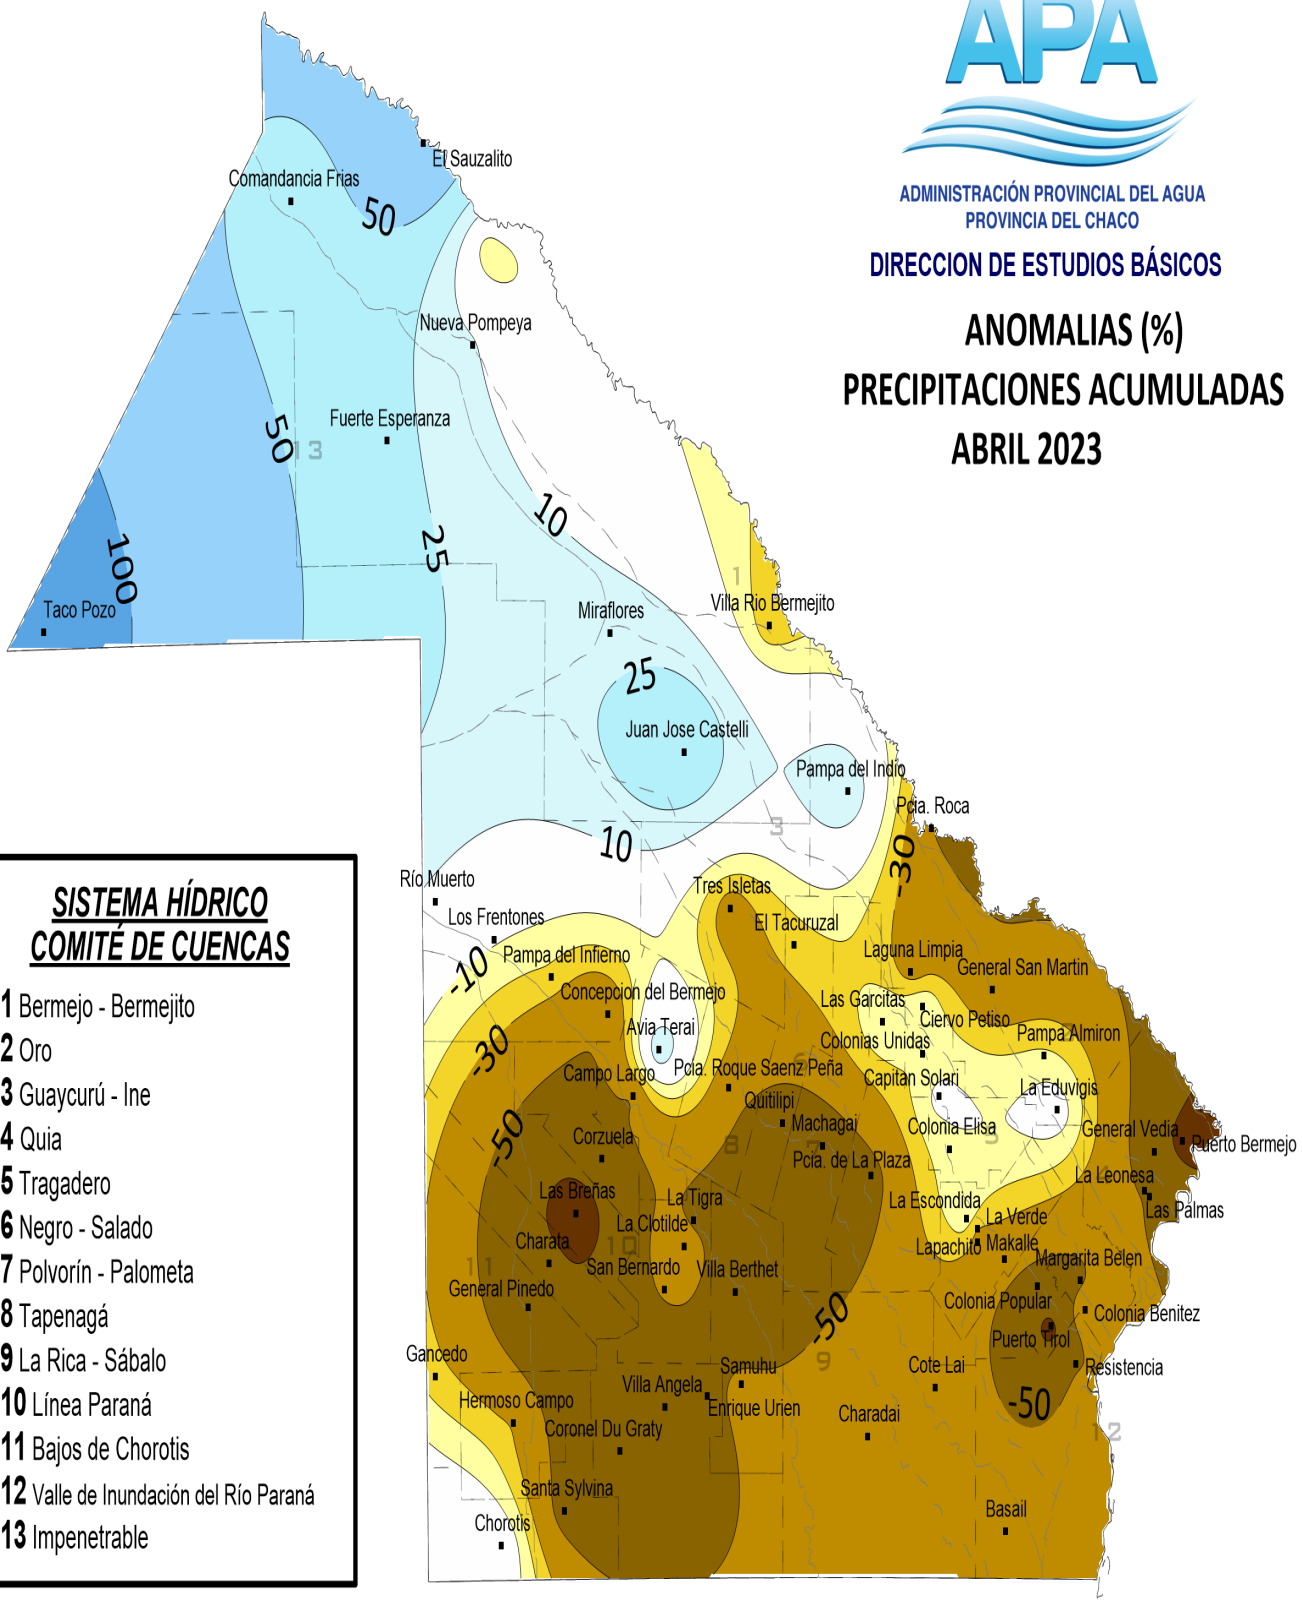 APA
ADMINISTRACIÓN PROVINCIAL DEL AGUA
PROVINCIA DEL CHACO
DIRECCION DE ESTUDIOS BÁSICOS
ANOMALIAS (%)
PRECIPITACIONES ACUMULADAS
ABRIL 2023
El Sauzalito
Comandancia Frias
50
Nueva Pompeya
Fuerte Esperanza
50
13
10
25
100
1
Taco Pozo
Miraflores
Villa Rio Bermejito
25
Juan Jose Castelli
Pampa del Indio
Pcia. Roca
3
10
-30
Río Muerto
Tres Isletas
Los Frentones
El Tacuruzal
-10
Pampa del Infierno
Laguna Limpia
General San Martin
Concepcion del Bermejo
Las Garcitas
Ciervo Petiso
Avia Terai
Colonias Unidas
Pampa Almiron
2
-30
Campo Largo
Pcia. Roque Saenz Peña
6
Capitan Solari
La Eduvigis
Quitilipi
-50
Corzuela
Machagai
Colonia Elisa
5
General Vedia
Puerto Bermejo
8
7
Pcia. de La Plaza
La Leonesa
4
Las Breñas
La Tigra
La Escondida
Las Palmas
La Clotilde
La Verde
Charata
10
Lapachito
Makalle
Margarita Belen
11
San Bernardo
Villa Berthet
General Pinedo
Colonia Popular
Colonia Benitez
-50
Puerto Tirol
Gancedo
9
Samuhu
Cote Lai
Resistencia
Villa Angela
Hermoso Campo
Enrique Urien
Charadai
-50
12
Coronel Du Graty
Santa Sylvina
Basail
Chorotis
SISTEMA HÍDRICO
COMITÉ DE CUENCAS
1 Bermejo - Bermejito
2 Oro
3 Guaycurú - Ine
4 Quia
5 Tragadero
6 Negro - Salado
7 Polvorín - Palometa
8 Tapenagá
9 La Rica - Sábalo
10 Línea Paraná
11 Bajos de Chorotis
12 Valle de Inundación del Río Paraná
13 Impenetrable